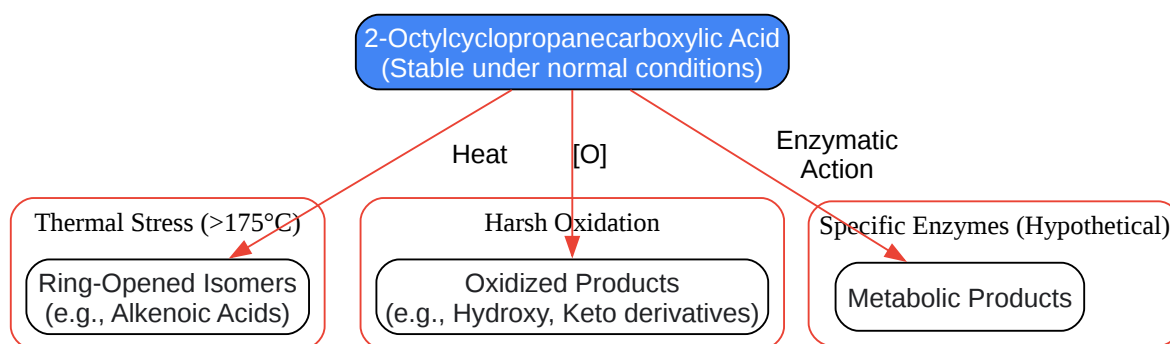 2-Octylcyclopropanecarboxylic Acid
(Stable under normal conditions)
Heat
[O]
Enzymatic
Action
Thermal Stress (>175°C)
Harsh Oxidation
Specific Enzymes (Hypothetical)
Ring-Opened Isomers
(e.g., Alkenoic Acids)
Oxidized Products
(e.g., Hydroxy, Keto derivatives)
Metabolic Products